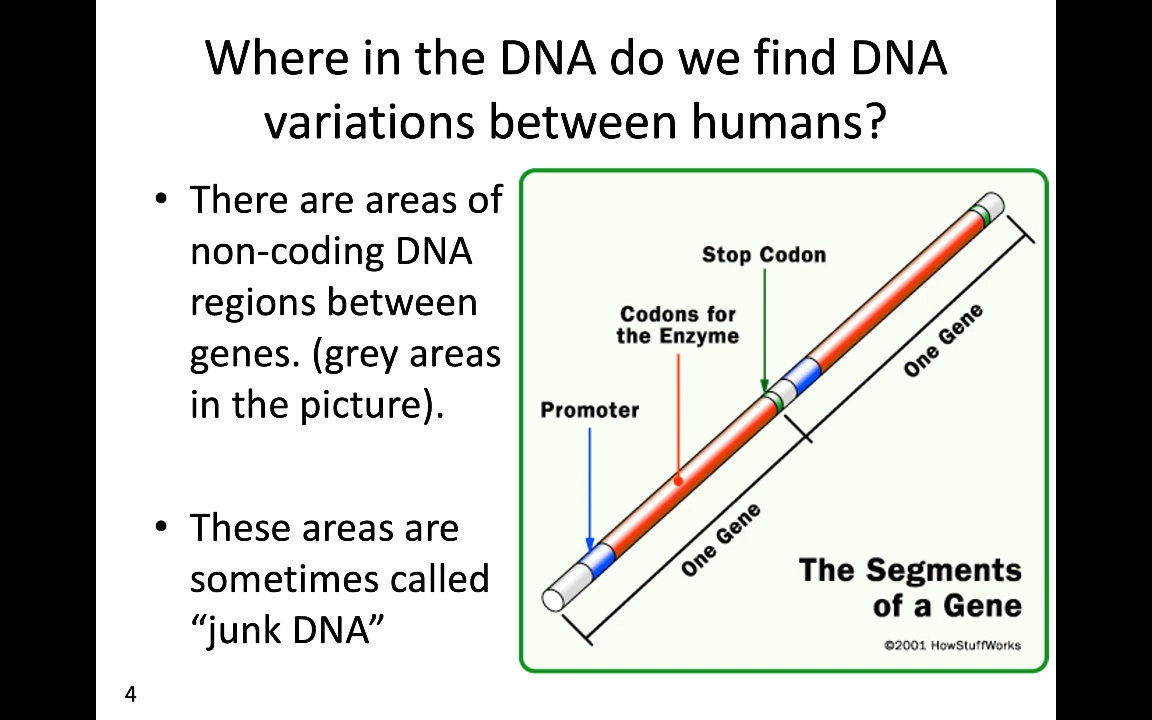 Where in the DNA do we find DNA
variations between humans?
• There are areas of
non-coding DNA
regions between
genes. (grey areas
in the picture).
• These areas are
sometimes called
“junk DNA”
Stop Codon
Codons for
the Enzyme
Promoter
One Gene
One Gene
The Segments
of a Gene
©2001 HowStuffWorks
4